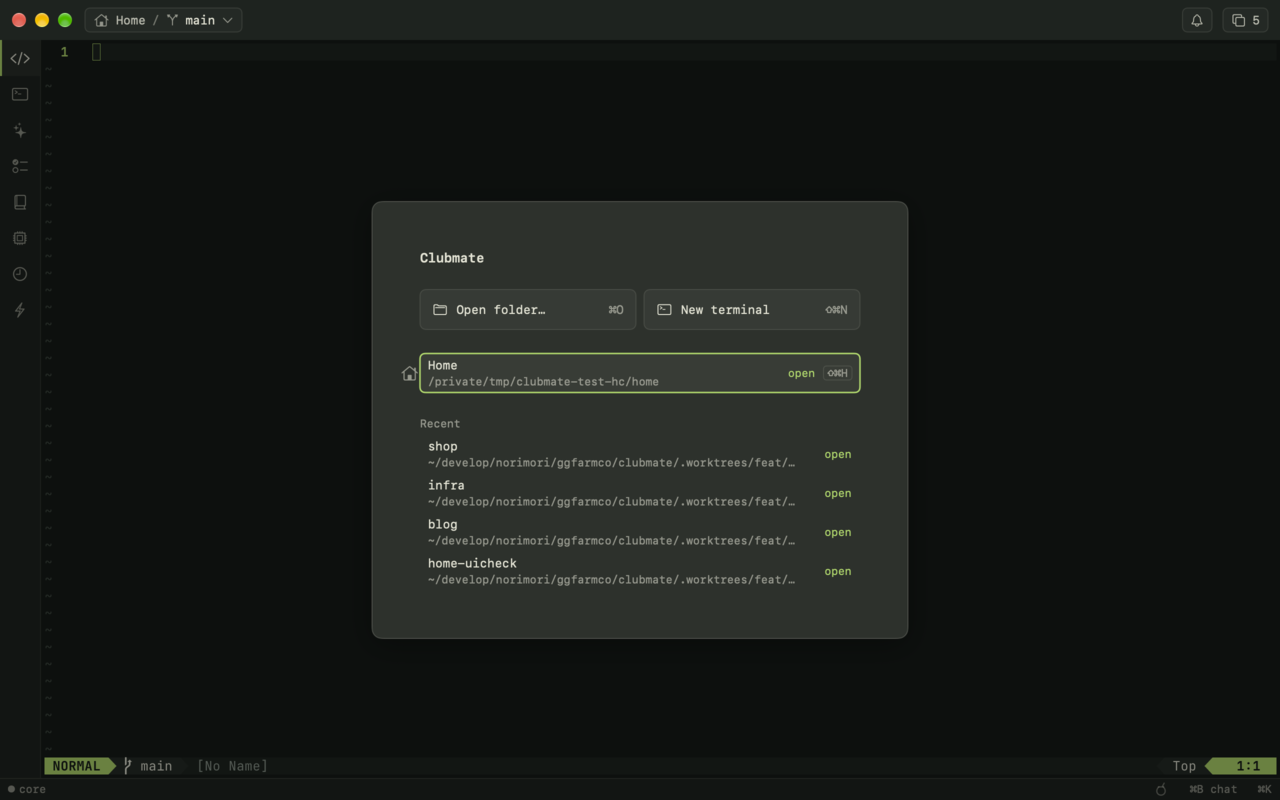 Home / main
5
1
Clubmate
Open folder… ⌘O
New terminal ⇧⌘N
Home
/private/tmp/clubmate-test-hc/home
open ⇧⌘H
Recent
shop
~/develop/norimori/ggfarmco/clubmate/.worktrees/feat/…
open
infra
~/develop/norimori/ggfarmco/clubmate/.worktrees/feat/…
open
blog
~/develop/norimori/ggfarmco/clubmate/.worktrees/feat/…
open
home-uicheck
~/develop/norimori/ggfarmco/clubmate/.worktrees/feat/…
open
NORMAL main [No Name] Top 1:1
core ⌘B chat ⌘K